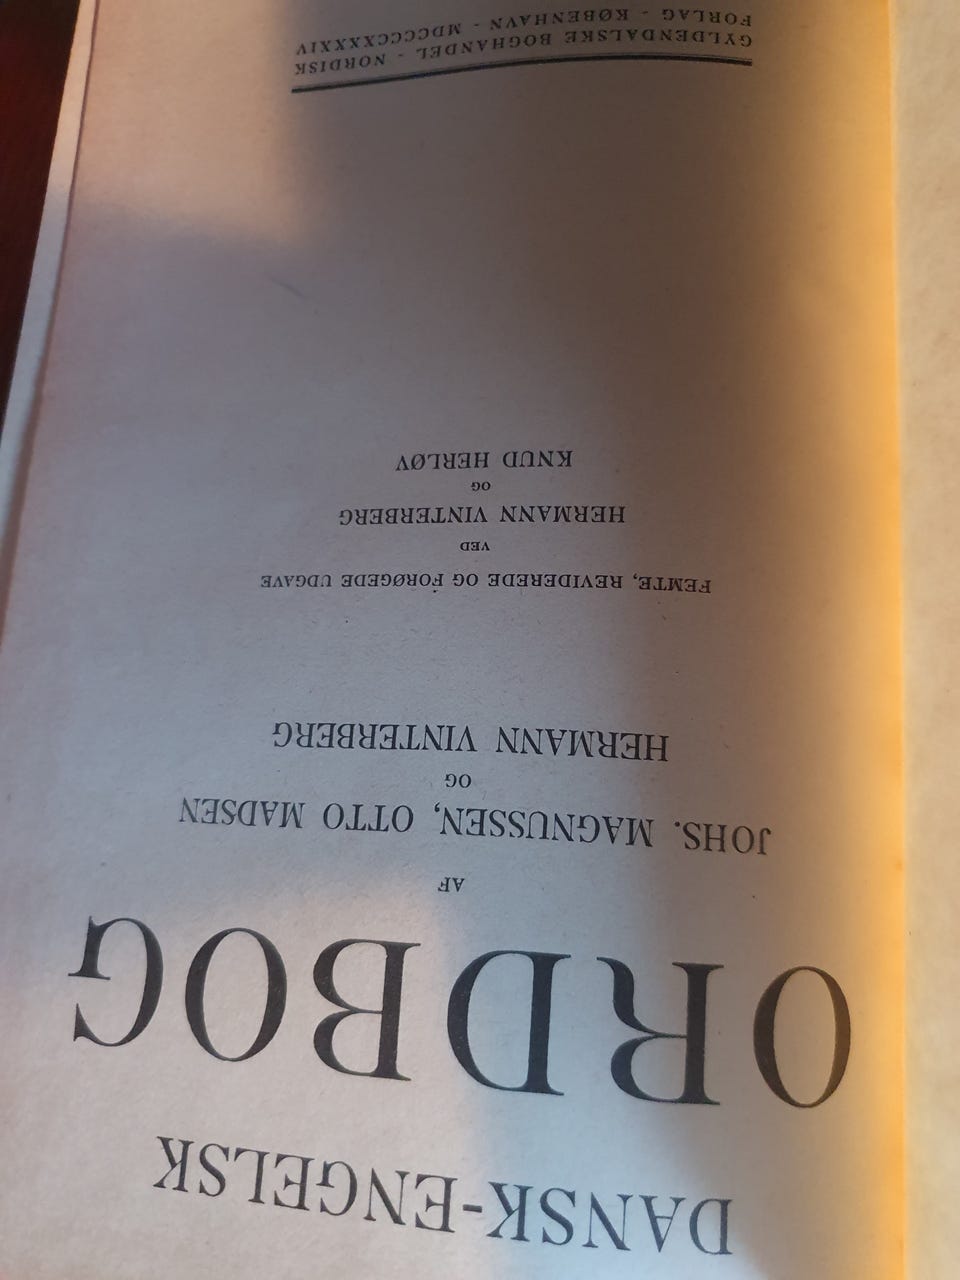 DANSK-ENGELSK
ORDBOG
AF
JOHS. MAGNUSSEN, OTTO MADSEN
OG
HERMANN VINTERBERG
FEMTE, REVIDEREDE OG FORØGEDE UDGAVE
VED
HERMANN VINTERBERG
OG
KNUD HERLØV
GYLDENDALSKE BOGHANDEL - NORDISK
FORLAG - KØBENHAVN - MDCCCCXXXXIV